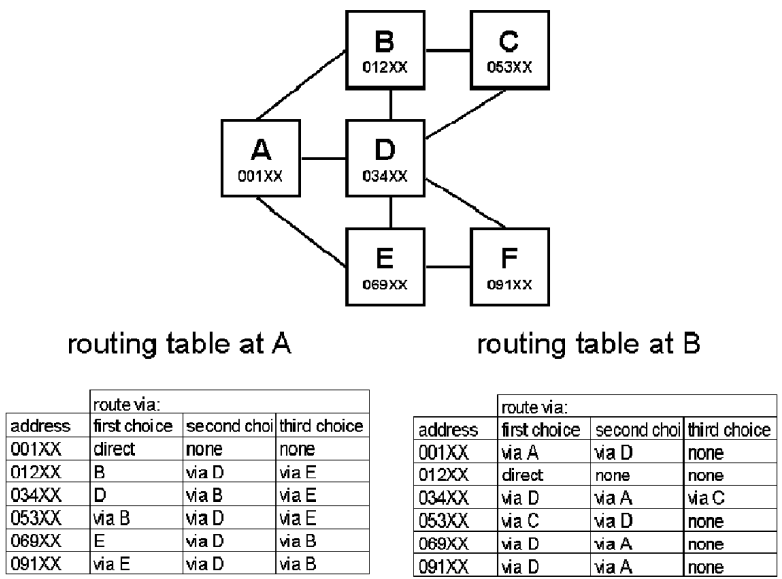 B
012XX
C
053XX
A
001XX
D
034XX
E
069XX
F
091XX
routing table at A
routing table at B
route via:
address first choice second choi third choice
001XX direct none none
012XX B via D via E
034XX D via B via E
053XX via B via D via E
069XX E via D via B
091XX via E via D via B
route via:
address first choice second choi third choice
001XX via A via D none
012XX direct none none
034XX via D via A via C
053XX via C via D none
069XX via D via A none
091XX via D via A none